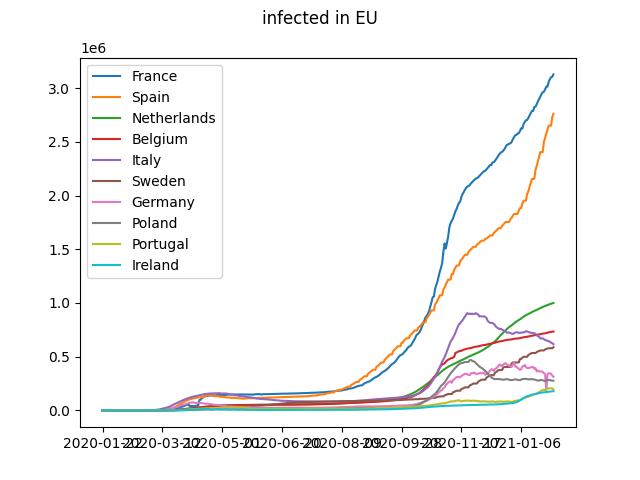 infected in EU
1e6
France
Spain
Netherlands
Belgium
Italy
Sweden
Germany
Poland
Portugal
Ireland
3.0
2.5
2.0
1.5
1.0
0.5
0.0
2020-01-22 2020-03-12 2020-05-01 2020-06-20 2020-08-09 2020-09-28 2020-11-17 2021-01-06